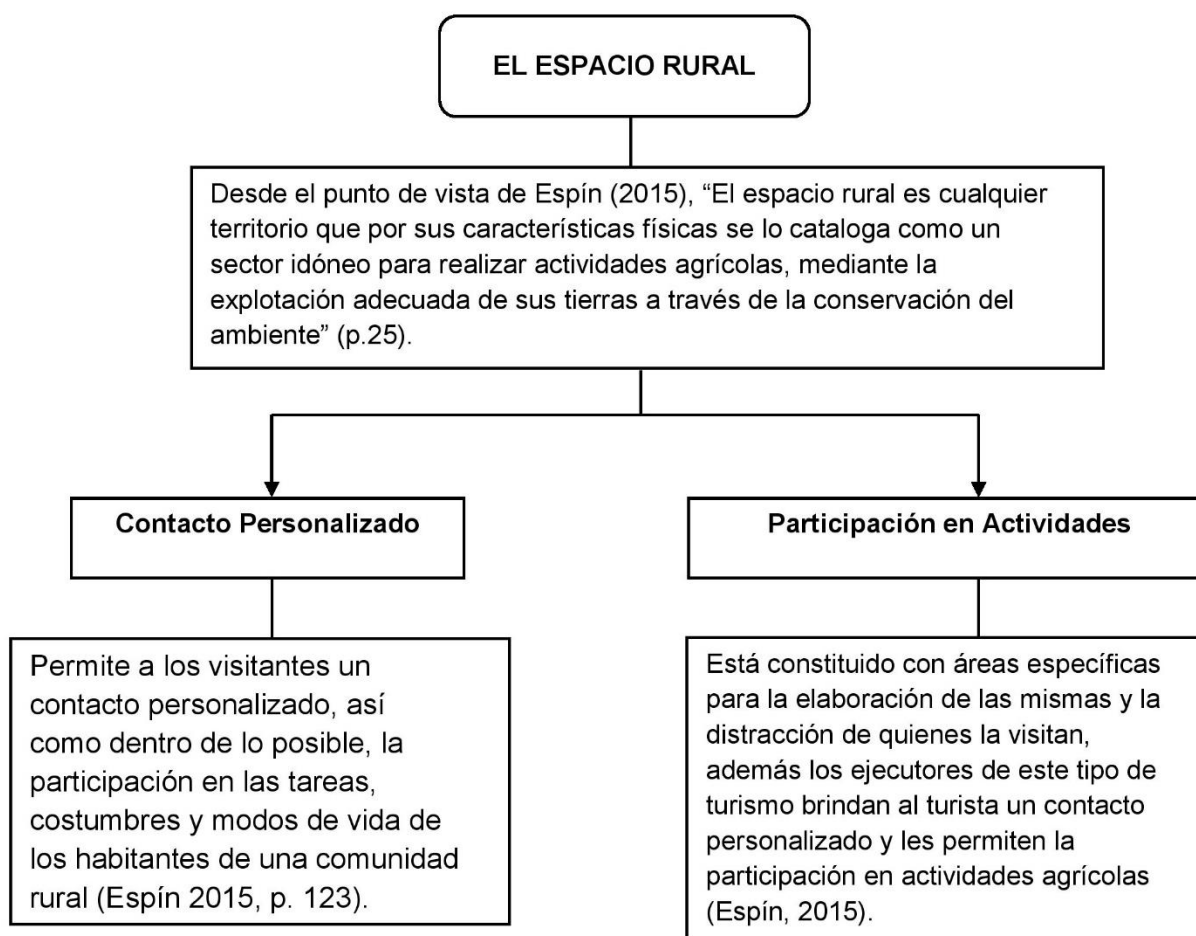 EL ESPACIO RURAL
Desde el punto de vista de Espín (2015), “El espacio rural es cualquier
territorio que por sus características físicas se lo cataloga como un
sector idóneo para realizar actividades agrícolas, mediante la
explotación adecuada de sus tierras a través de la conservación del
ambiente” (p.25).
Contacto Personalizado
Permite a los visitantes un
contacto personalizado, así
como dentro de lo posible, la
participación en las tareas,
costumbres y modos de vida de
los habitantes de una comunidad
rural (Espín 2015, p. 123).
Participación en Actividades
Está constituido con áreas específicas
para la elaboración de las mismas y la
distracción de quienes la visitan,
además los ejecutores de este tipo de
turismo brindan al turista un contacto
personalizado y les permiten la
participación en actividades agrícolas
(Espín, 2015).